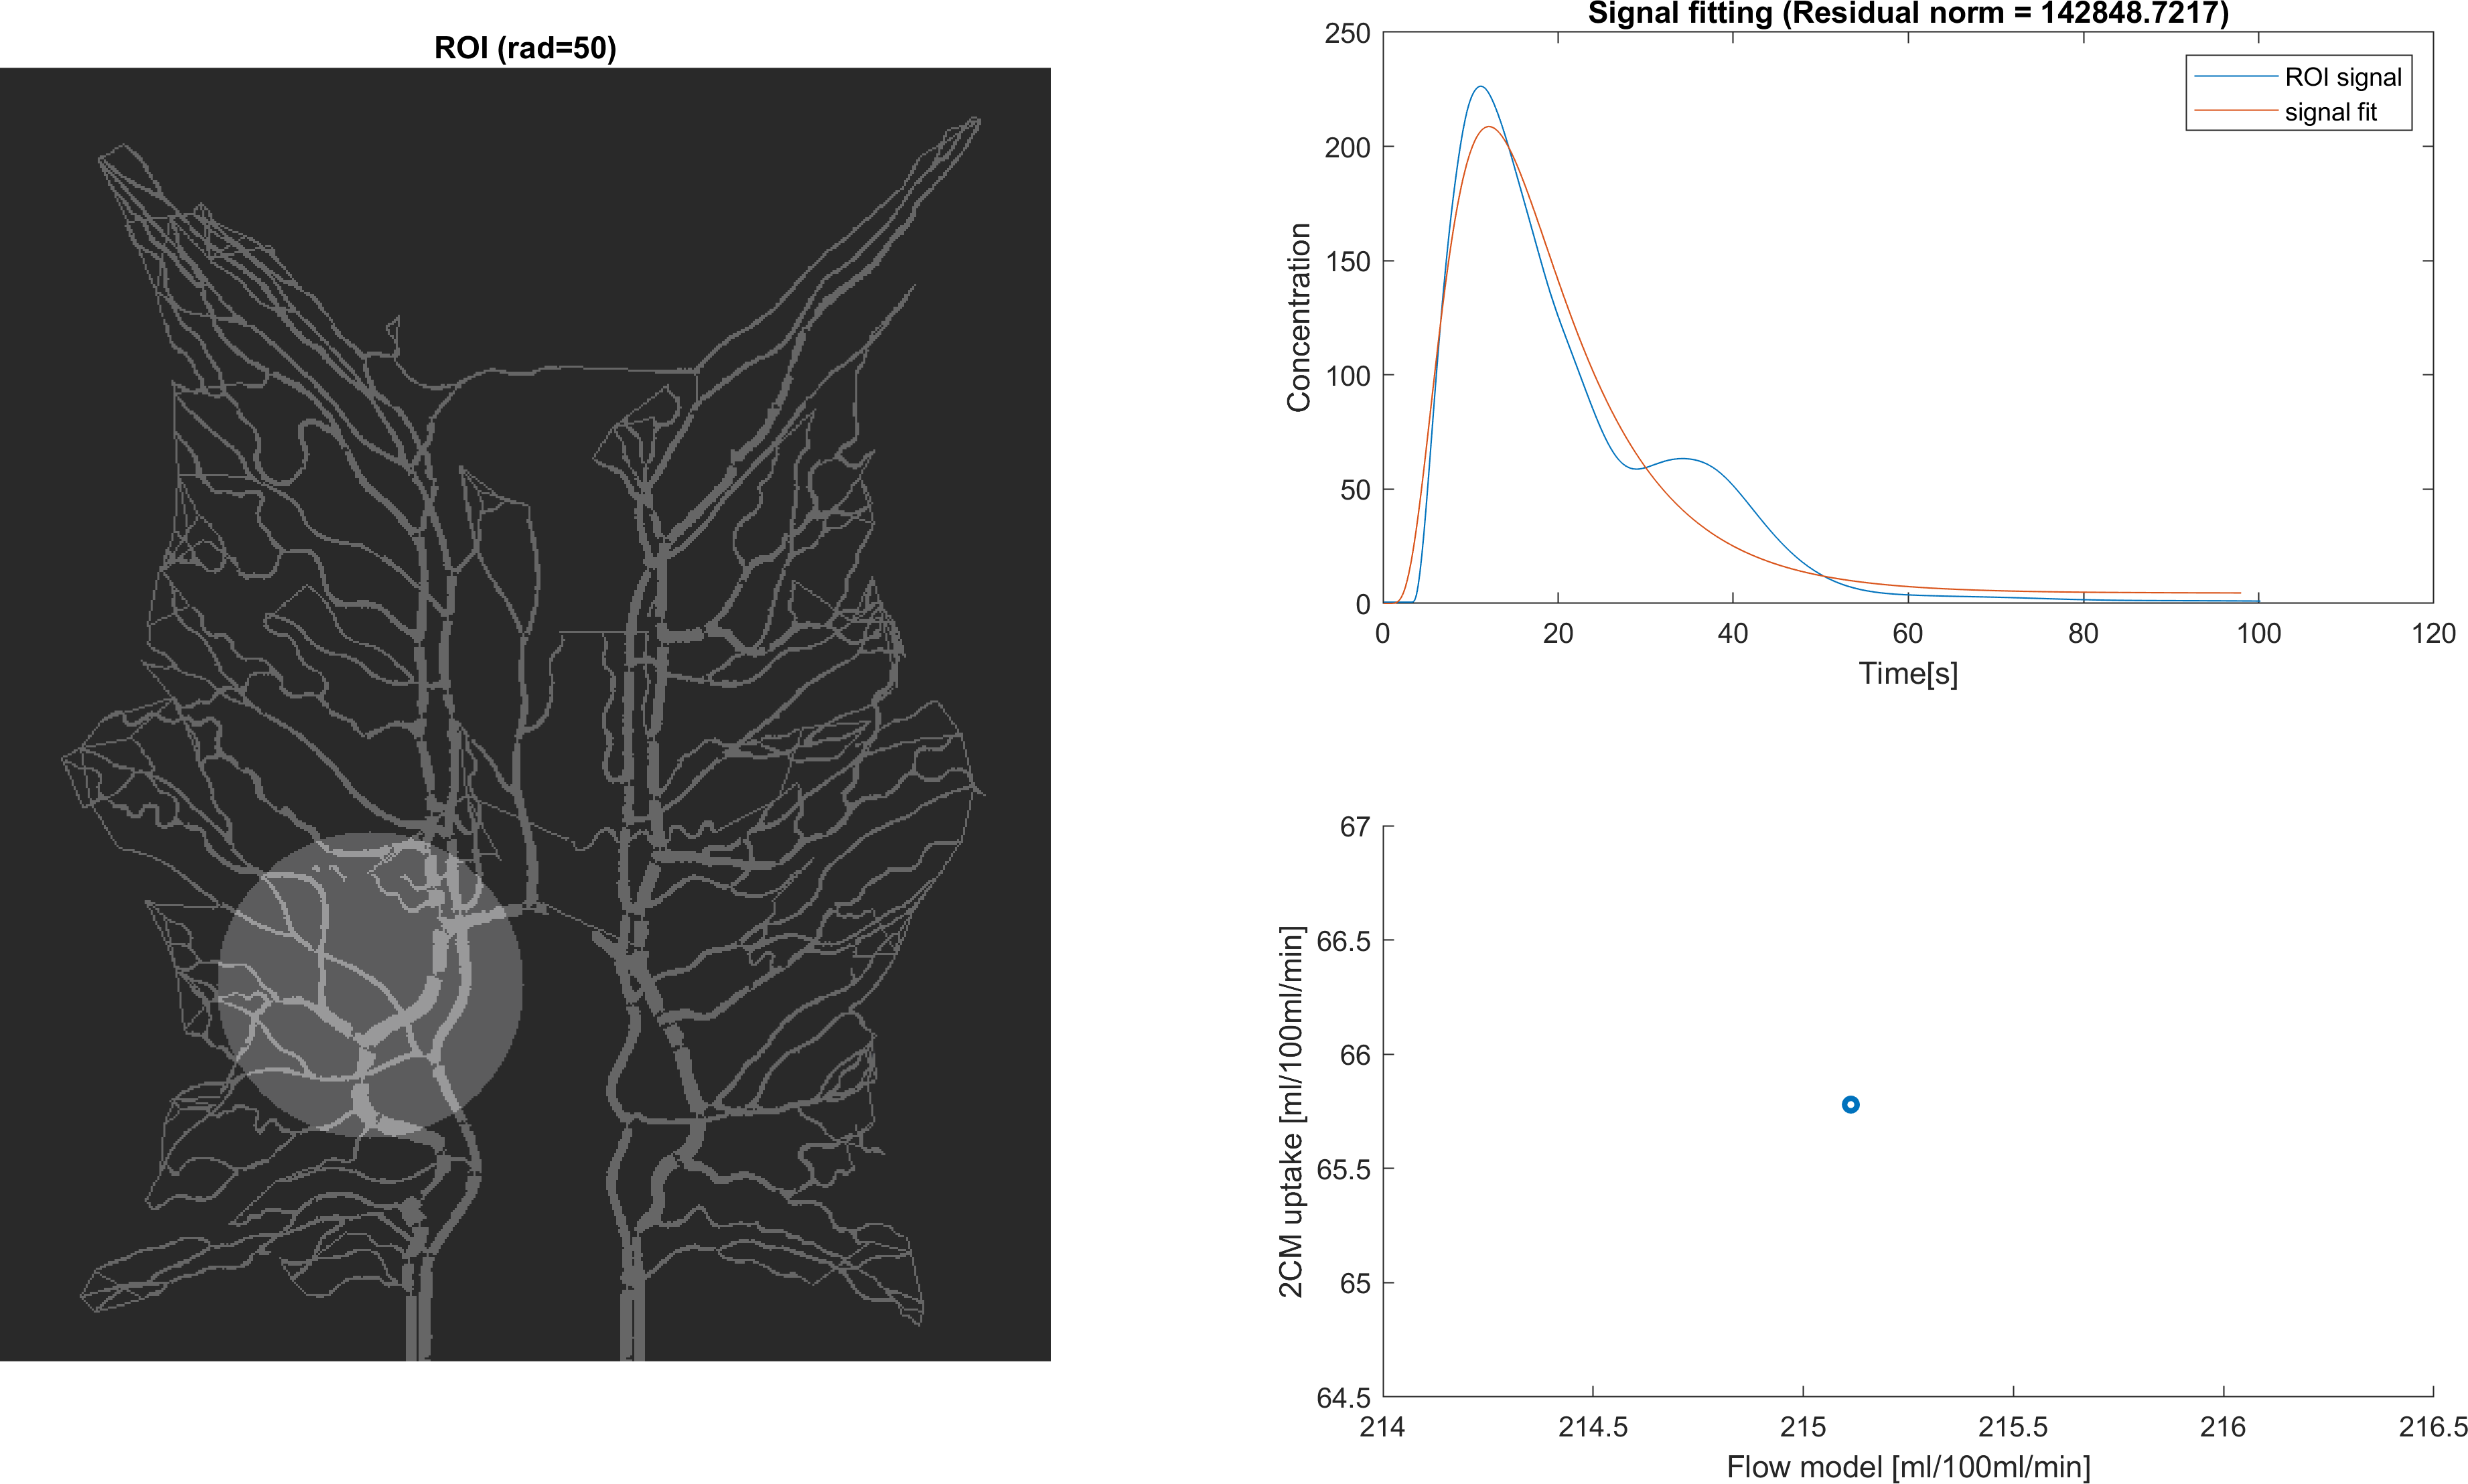 ROI (rad=50)
Signal fitting (Residual norm = 142848.7217)
250
200
150
100
50
0
Concentration
ROI signal
signal fit
0 20 40 60 80 100 120
Time[s]
67
66.5
66
65.5
65
64.5
2CM uptake [ml/100ml/min]
214 214.5 215 215.5 216 216.5
Flow model [ml/100ml/min]